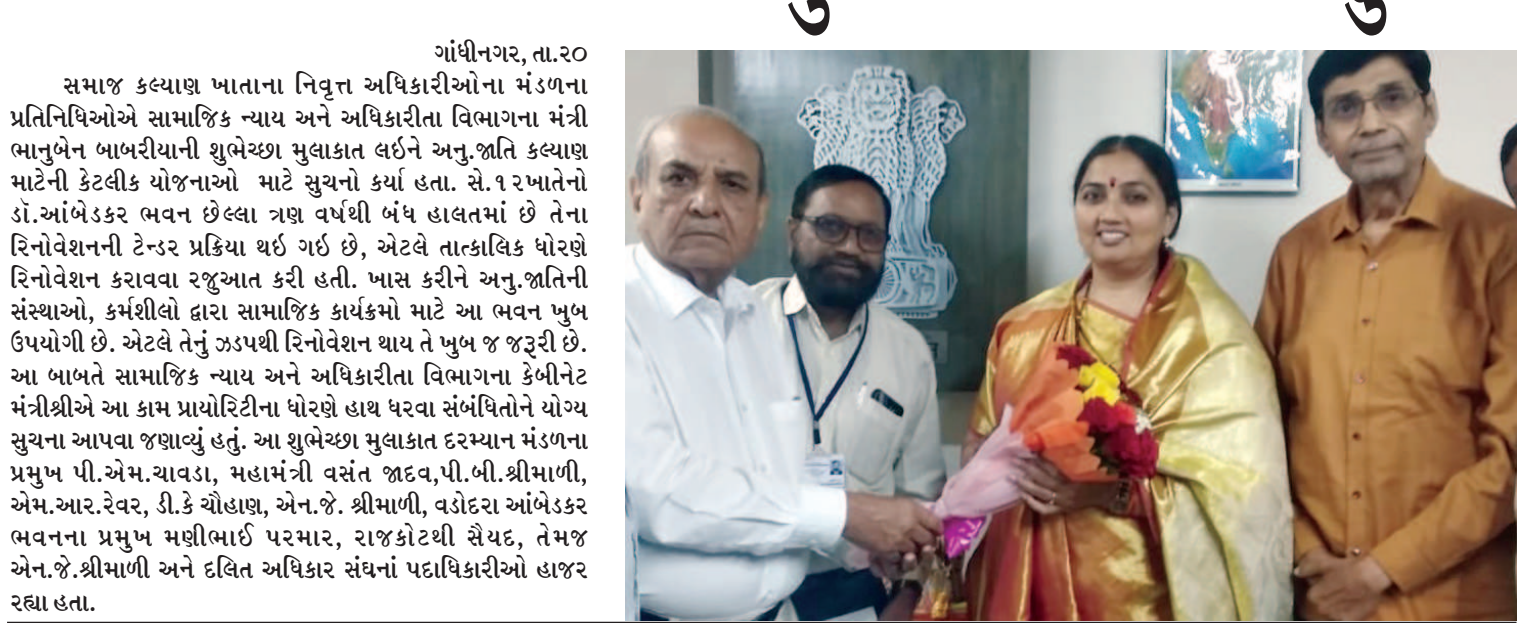 ગાંધીનગર, તા.૨૦
સમાજ કલ્યાણ ખાતાના નિવૃત્ત અધિકારીઓના મંડળના
પ્રતિનિધિઓએ સામાજિક ન્યાય અને અધિકારીતા વિભાગના મંત્રી
ભાનુબેન બાબરીયાની શુભેચ્છા મુલાકાત લઇને અનુ.જાતિ કલ્યાણ
માટેની કેટલીક યોજનાઓ માટે સુચનો કર્યા હતા. સે.૧૨ખાતેનો
ડૉ.આંબેડકર ભવન છેલ્લા ત્રણ વર્ષથી બંધ હાલતમાં છે તેના
રિનોવેશનની ટેન્ડર પ્રક્રિયા થઇ ગઇ છે, એટલે તાત્કાલિક ધોરણે
રિનોવેશન કરાવવા રજુઆત કરી હતી. ખાસ કરીને અનુ.જાતિની
સંસ્થાઓ, કર્મશીલો દ્વારા સામાજિક કાર્યક્રમો માટે આ ભવન ખુબ
ઉપયોગી છે. એટલે તેનું ઝડપથી રિનોવેશન થાય તે ખુબ જ જરૂરી છે.
આ બાબતે સામાજિક ન્યાય અને અધિકારીતા વિભાગના કેબીનેટ
મંત્રીશ્રીએ આ કામ પ્રાયોરિટીના ધોરણે હાથ ધરવા સંબંધિતોને યોગ્ય
સુચના આપવા જણાવ્યું હતું. આ શુભેચ્છા મુલાકાત દરમ્યાન મંડળના
પ્રમુખ પી.એમ.ચાવડા, મહામંત્રી વસંત જાદવ,પી.બી.શ્રીમાળી,
એમ.આર.રેવર, ડી.કે ચૌહાણ, એન.જે. શ્રીમાળી, વડોદરા આંબેડકર
ભવનના પ્રમુખ મણીભાઈ પરમાર, રાજકોટથી સૈયદ, તેમજ
એન.જે.શ્રીમાળી અને દલિત અધિકાર સંઘનાં પદાધિકારીઓ હાજર
રહ્યા હતા.